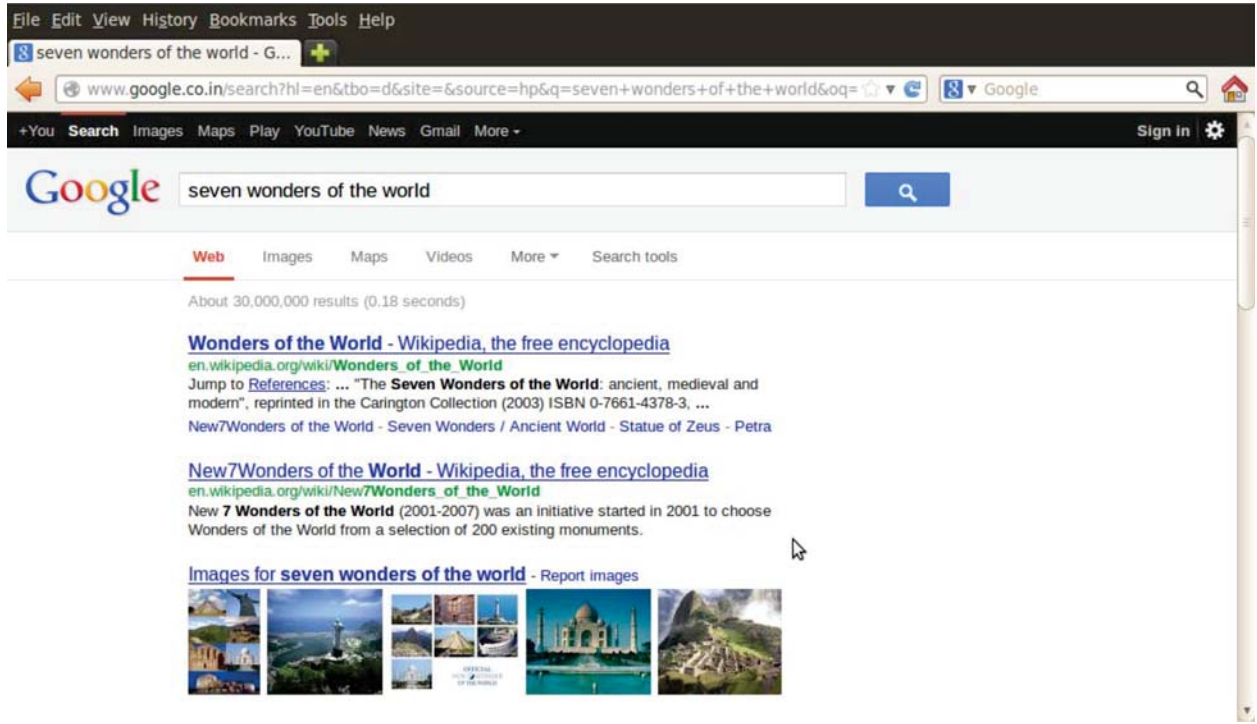 File Edit View History Bookmarks Tools Help
seven wonders of the world - G...
www.google.co.in/search?hl=en&tbo=d&site=&source=hp&q=seven+wonders+of+the+world&oq= Google
+You Search Images Maps Play YouTube News Gmail More Sign in
Google seven wonders of the world
Web Images Maps Videos More Search tools
About 30,000,000 results (0.18 seconds)
Wonders of the World - Wikipedia, the free encyclopedia
en.wikipedia.org/wiki/Wonders_of_the_World
Jump to References: ... "The Seven Wonders of the World: ancient, medieval and
modern", reprinted in the Carington Collection (2003) ISBN 0-7661-4378-3, ...
New7Wonders of the World - Seven Wonders / Ancient World - Statue of Zeus - Petra
New7Wonders of the World - Wikipedia, the free encyclopedia
en.wikipedia.org/wiki/New7Wonders_of_the_World
New 7 Wonders of the World (2001-2007) was an initiative started in 2001 to choose
Wonders of the World from a selection of 200 existing monuments.
Images for seven wonders of the world - Report images
OFFICIAL
OF THE WORLD